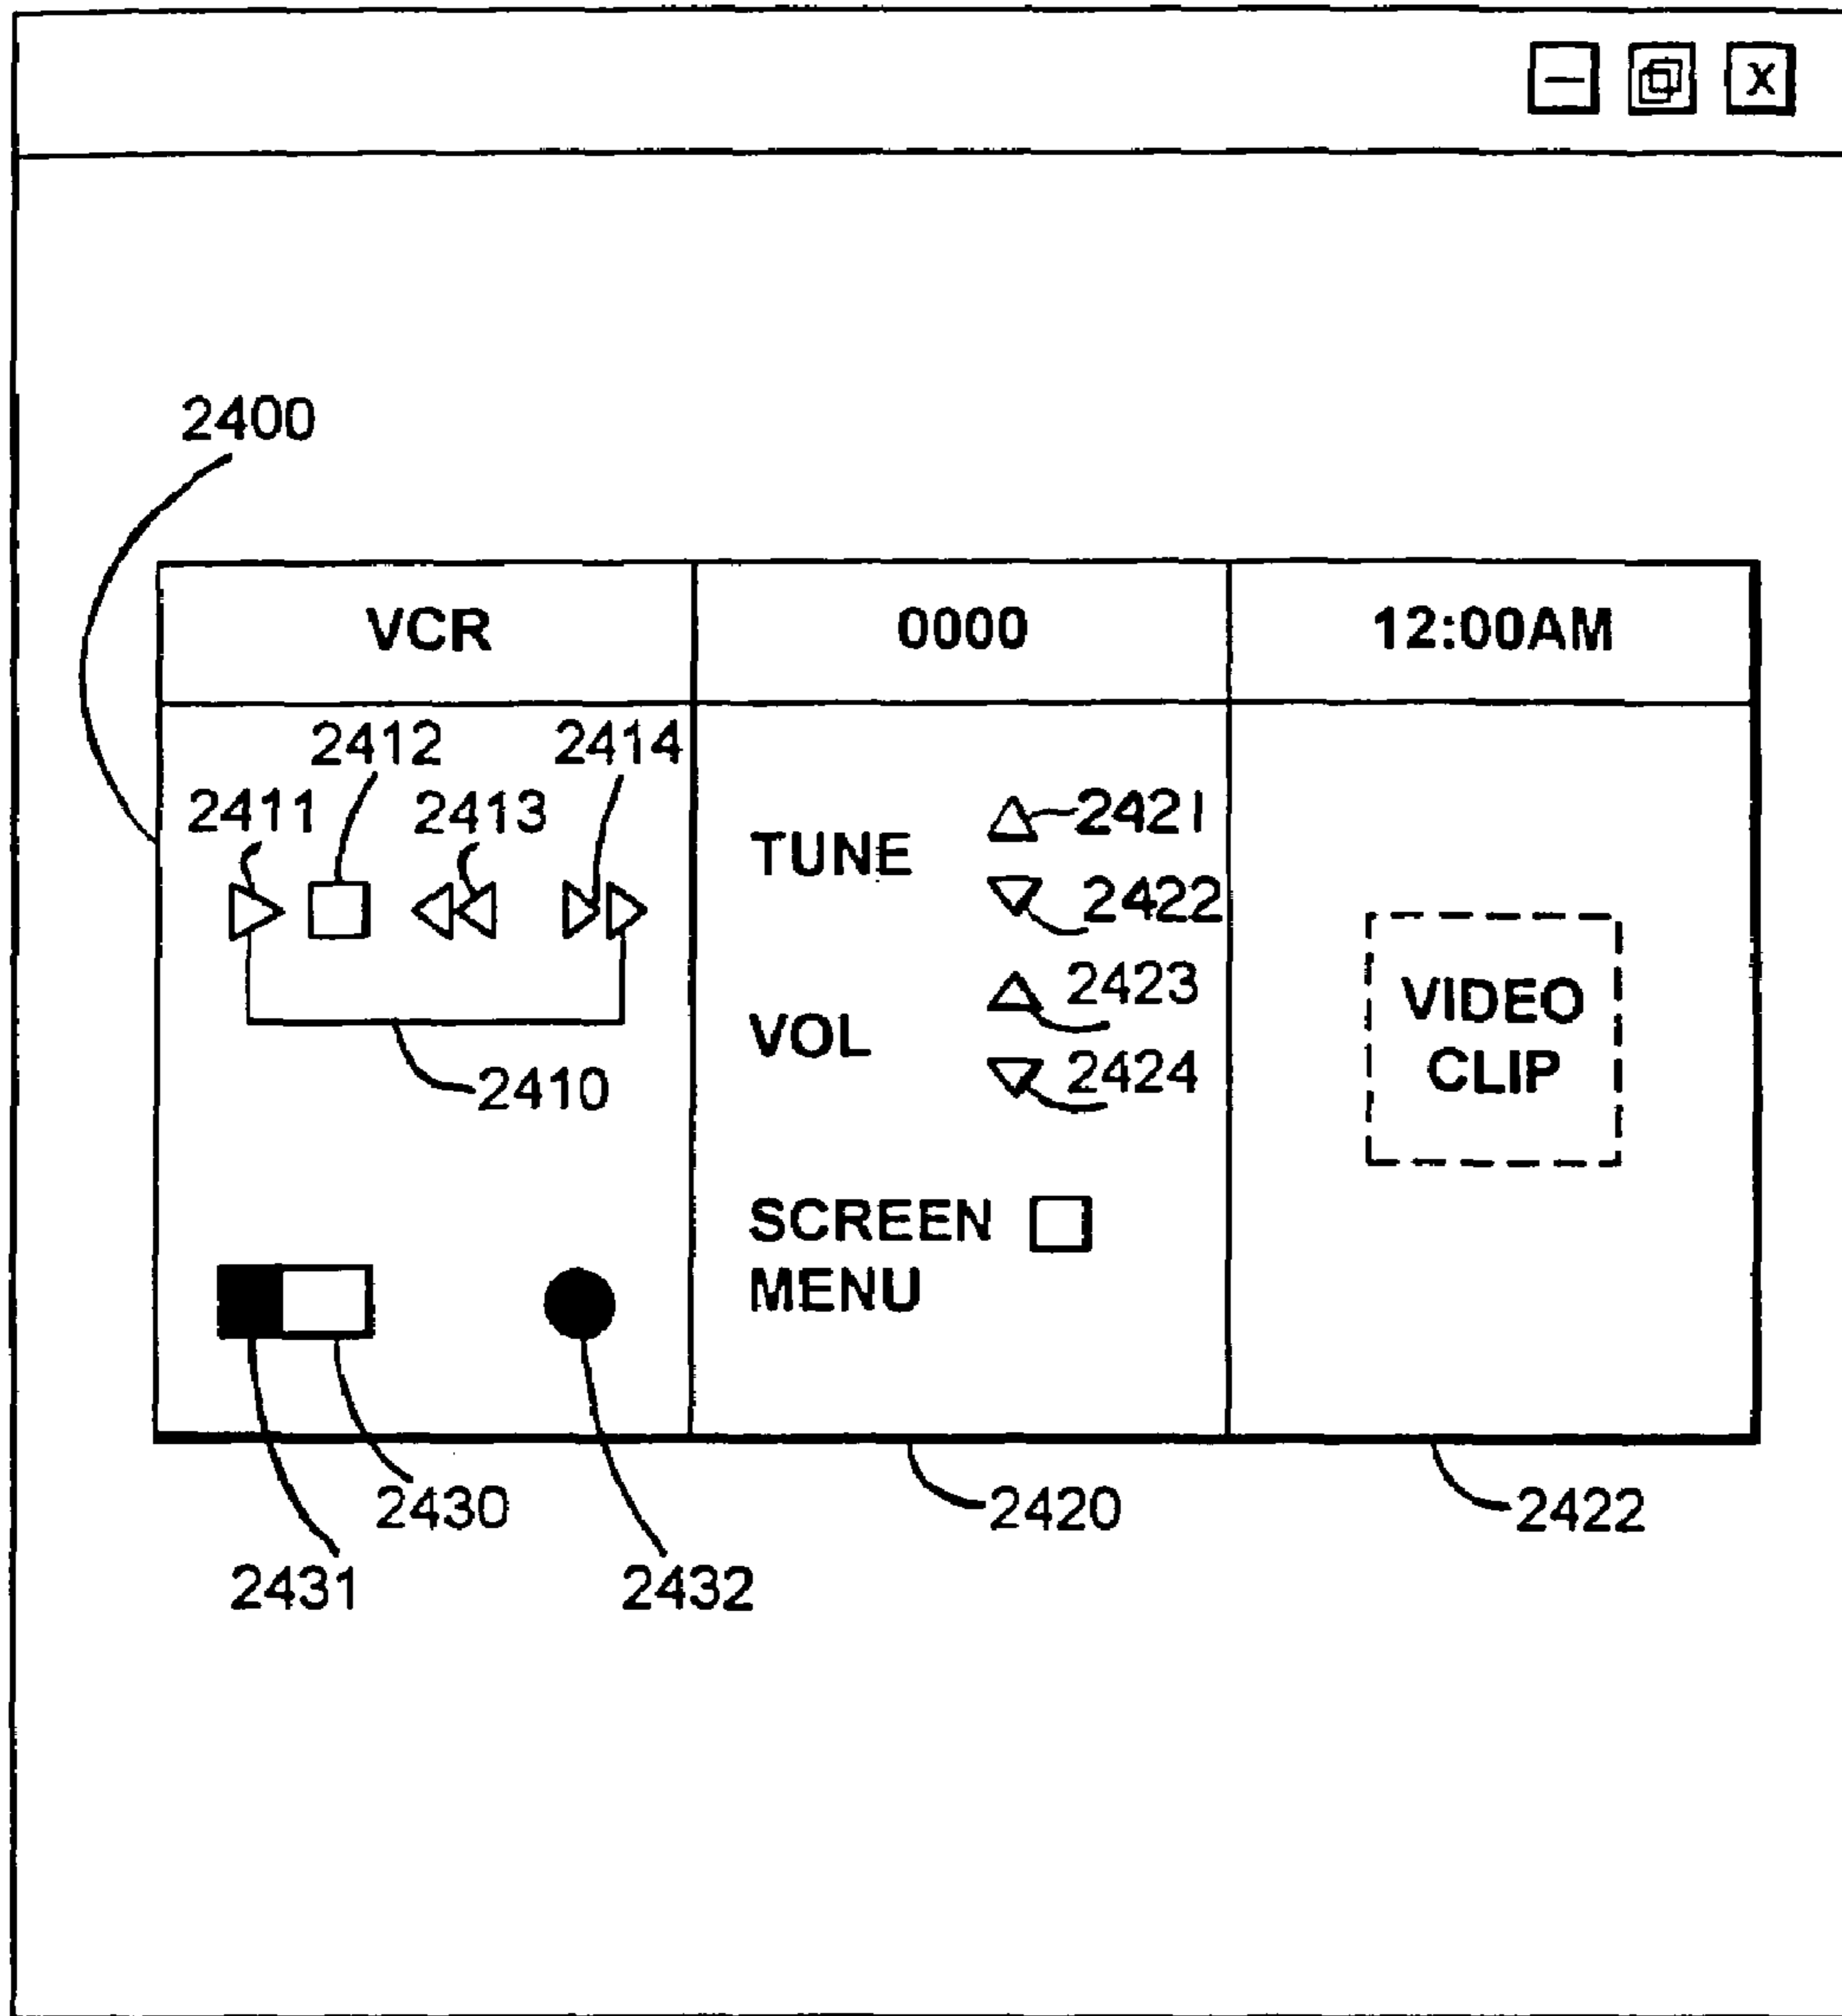 X
2400
VCR 0000 12:00AM
2412 2414
2411 2413
2421
TUNE
2422
2423
VOL
2424
2410
VIDEO
CLIP
SCREEN
MENU
2430 2420 2422
2431 2432